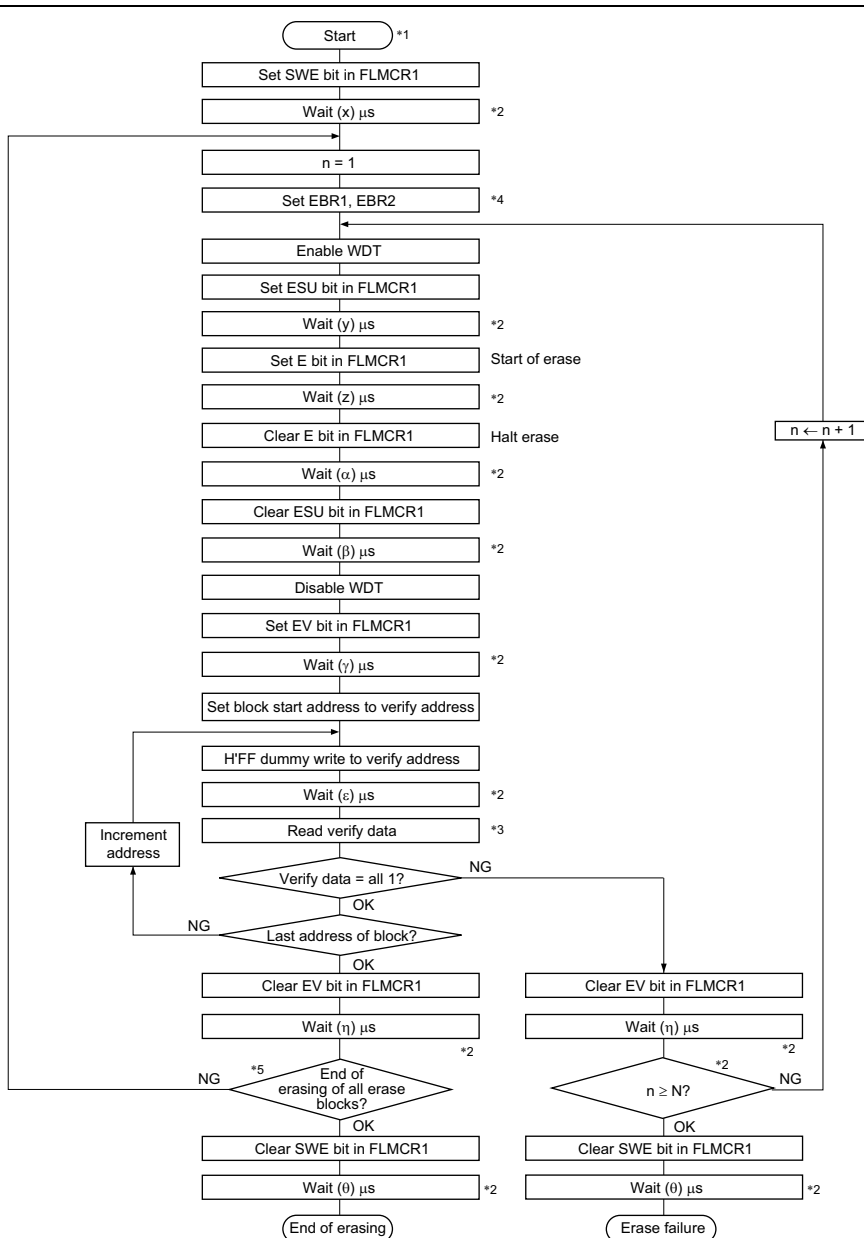 Start *1
Set SWE bit in FLMCR1
Wait (x) μs *2
n = 1
Set EBR1, EBR2 *4
Enable WDT
Set ESU bit in FLMCR1
Wait (y) μs *2
Set E bit in FLMCR1 Start of erase
Wait (z) μs *2
Clear E bit in FLMCR1 Halt erase
n ← n + 1
Wait (α) μs *2
Clear ESU bit in FLMCR1
Wait (β) μs *2
Disable WDT
Set EV bit in FLMCR1
Wait (γ) μs *2
Set block start address to verify address
H'FF dummy write to verify address
Wait (ε) μs *2
Increment
address
Read verify data *3
Verify data = all 1? NG
OK
NG Last address of block?
OK
Clear EV bit in FLMCR1 Clear EV bit in FLMCR1
Wait (η) μs Wait (η) μs
*2 *2
NG *5 End of
erasing of all erase
blocks?
*2
n ≥ N? NG
OK OK
Clear SWE bit in FLMCR1 Clear SWE bit in FLMCR1
Wait (θ) μs *2 Wait (θ) μs *2
End of erasing Erase failure